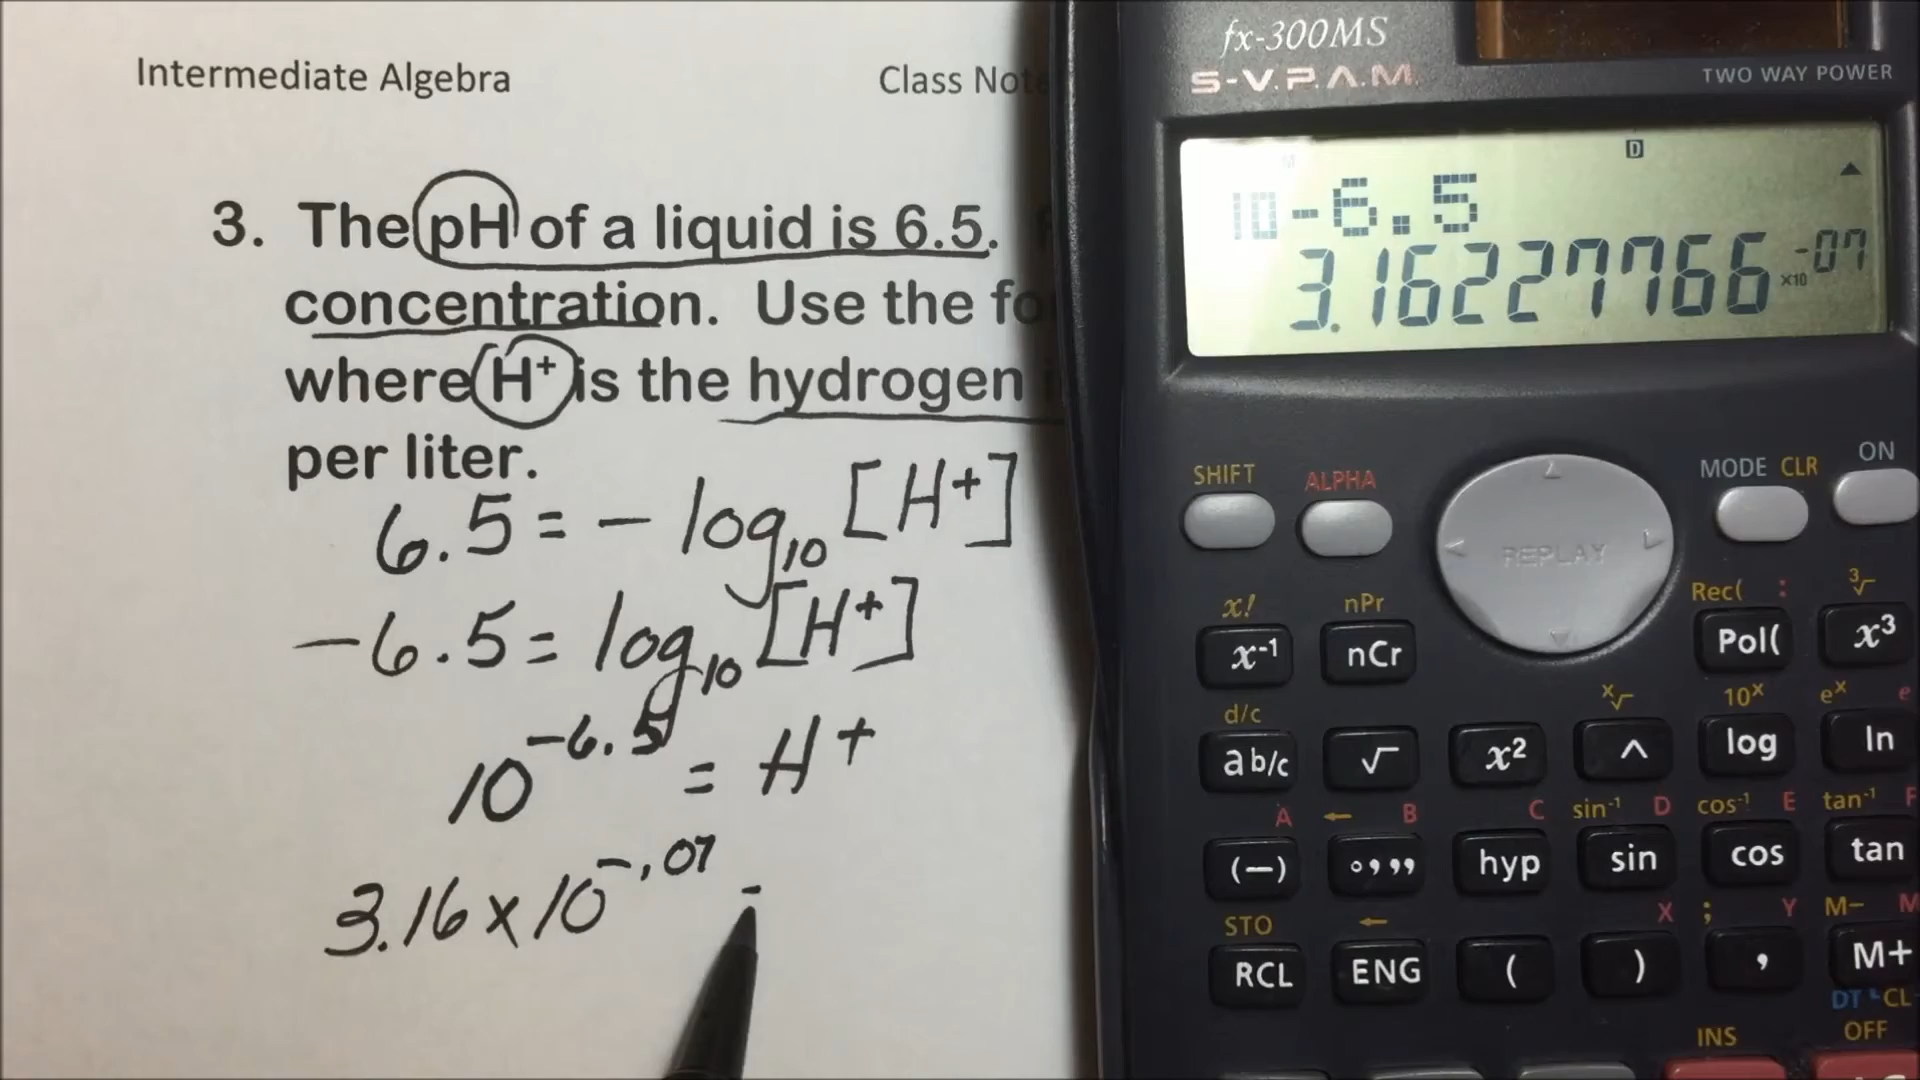 Intermediate Algebra
Class Note
3. The pH of a liquid is 6.5.
concentration. Use the fo
where H+ is the hydrogen
per liter.
6.5 = - log10 [H+]
-6.5 = log10 [H+]
10^-6.5 = H+
3.16 x 10^-.07 =
fx-300MS
S-V.P.A.M.
TWO WAY POWER
D
10-6.5
3.16227766 x10 -07
SHIFT ALPHA MODE CLR ON
REPLAY
x! nPr Rec( : ³√
x⁻¹ nCr Pol( x³
d/c ˣ√ 10ˣ eˣ e
ab/c √ x² ^ log ln
A ← B C sin⁻¹ D cos⁻¹ E tan⁻¹ F
(−) °,,, hyp sin cos tan
STO ← X ; Y M− M
RCL ENG ( ) , M+
DT CL
INS OFF